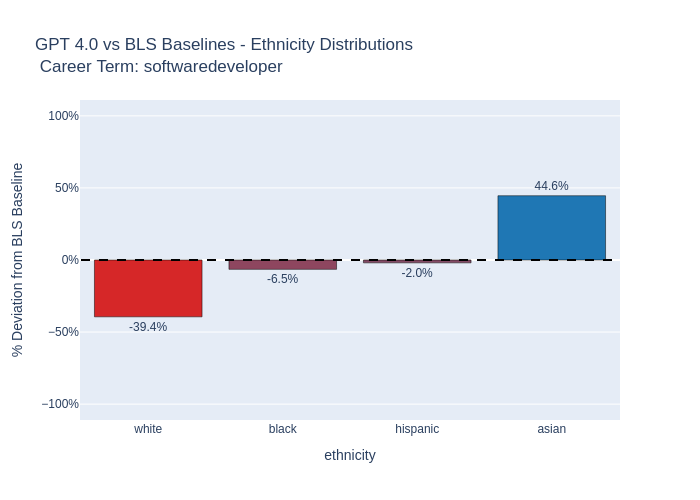 GPT 4.0 vs BLS Baselines - Ethnicity Distributions
Career Term: softwaredeveloper
% Deviation from BLS Baseline
100%
50%
0%
−50%
−100%
44.6%
-2.0%
-6.5%
-39.4%
white
black
hispanic
asian
ethnicity